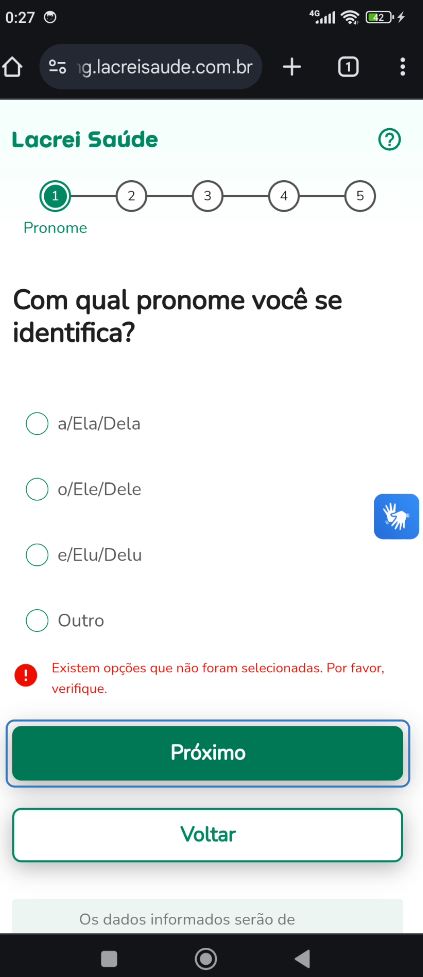 0:27
4G
42
ng.lacreisaude.com.br
1
Lacrei Saúde
1
2
3
4
5
Pronome
Com qual pronome você se
identifica?
a/Ela/Dela
o/Ele/Dele
e/Elu/Delu
Outro
Existem opções que não foram selecionadas. Por favor,
verifique.
Próximo
Voltar
Os dados informados serão de